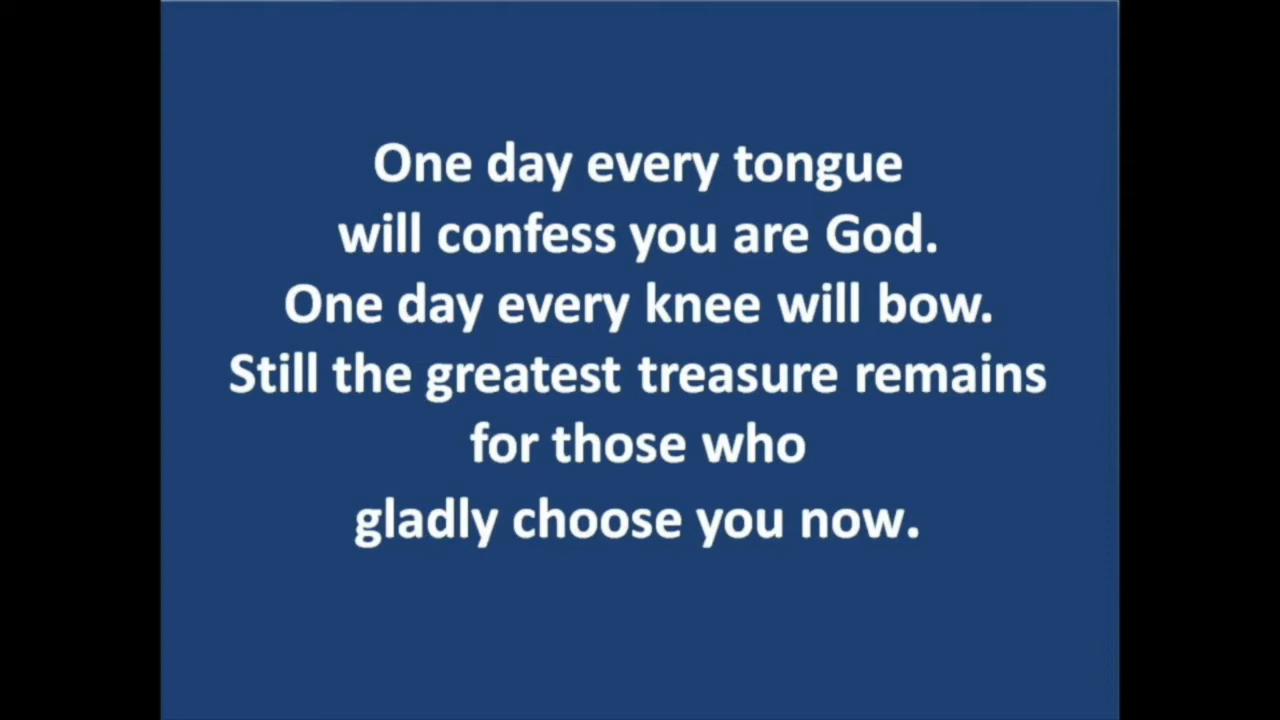 One day every tongue
will confess you are God.
One day every knee will bow.
Still the greatest treasure remains
for those who
gladly choose you now.